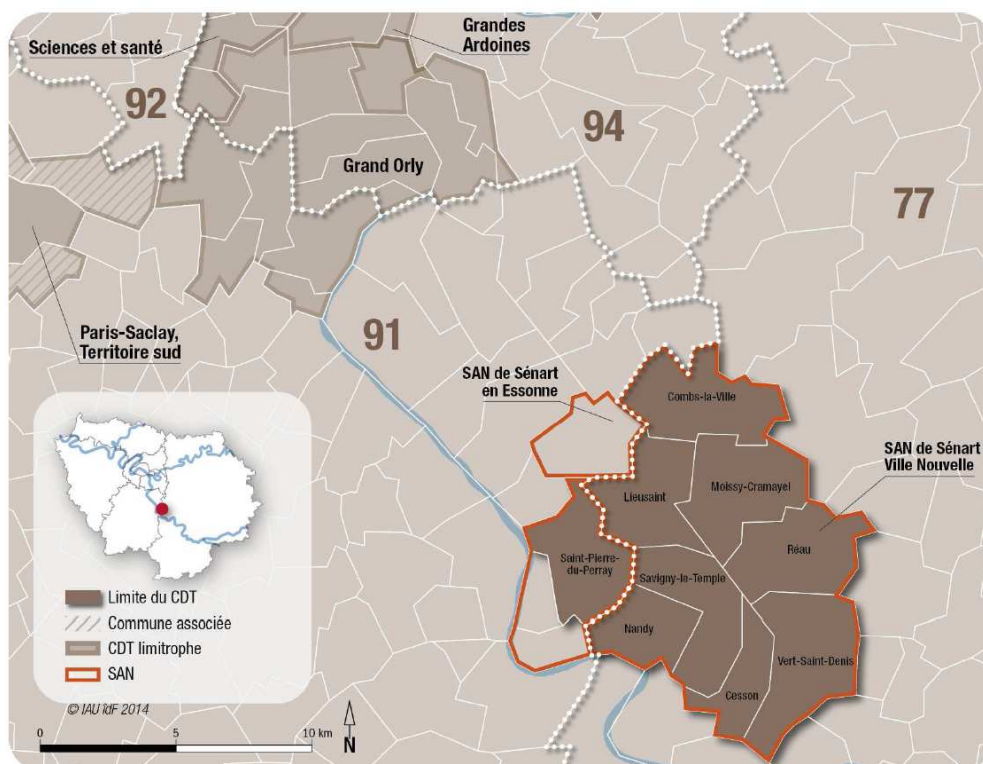 Sciences et santé
Grandes
Ardoines
92
94
Grand Orly
77
Paris-Saclay,
Territoire sud
91
SAN de Sénart
en Essonne
Combs-la-Ville
SAN de Sénart
Ville Nouvelle
Moissy-Cramayel
Lieusaint
Réau
Saint-Pierre-
du-Perray
Savigny-le-Temple
Nandy
Vert-Saint-Denis
Cesson
Limite du CDT
Commune associée
CDT limitrophe
SAN
© IAU îdF 2014
0 5 10 km
N